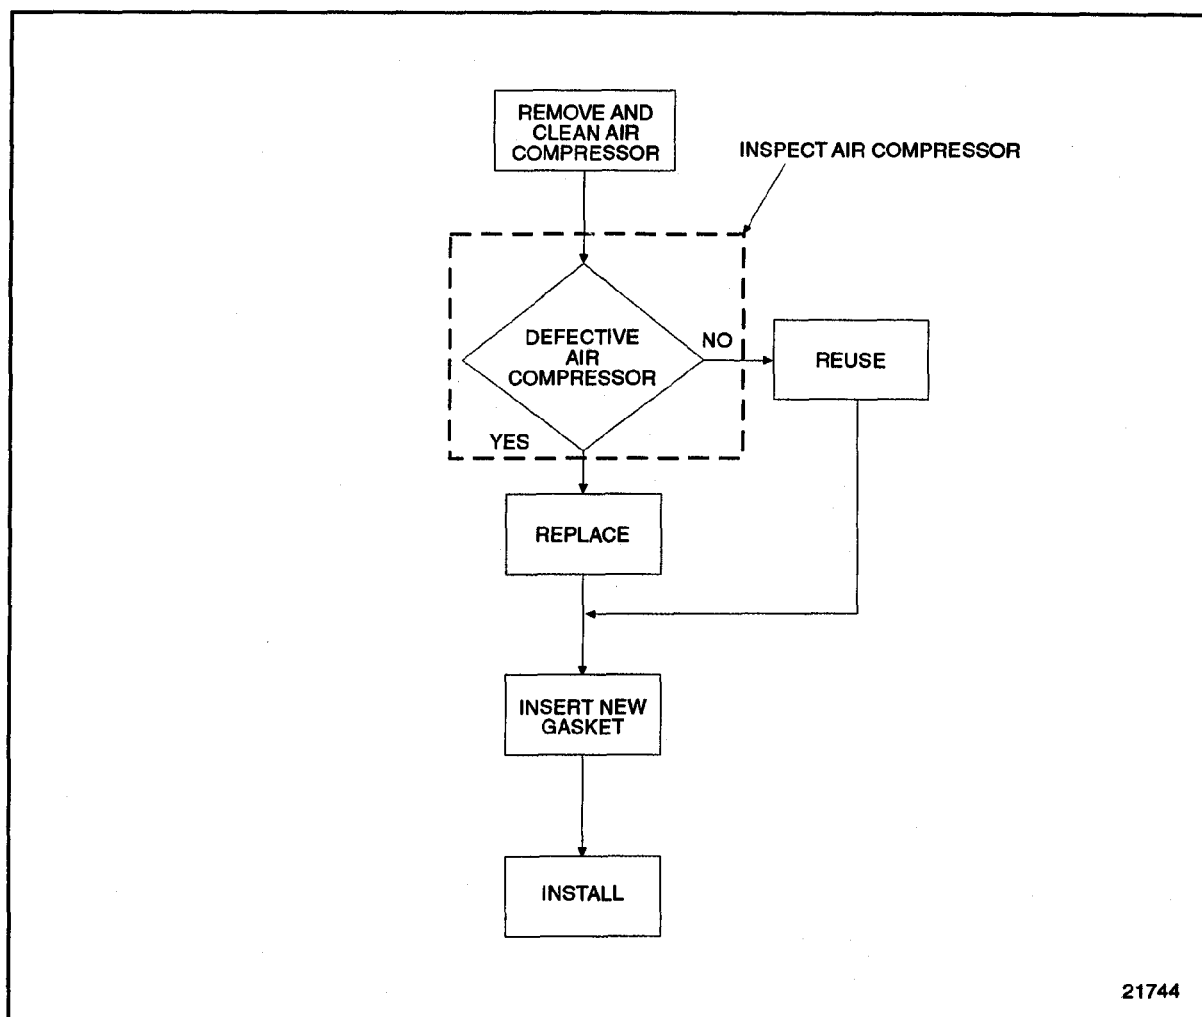 REMOVE AND
CLEAN AIR
COMPRESSOR
INSPECT AIR COMPRESSOR
DEFECTIVE
AIR
COMPRESSOR
NO
REUSE
YES
REPLACE
INSERT NEW
GASKET
INSTALL
21744